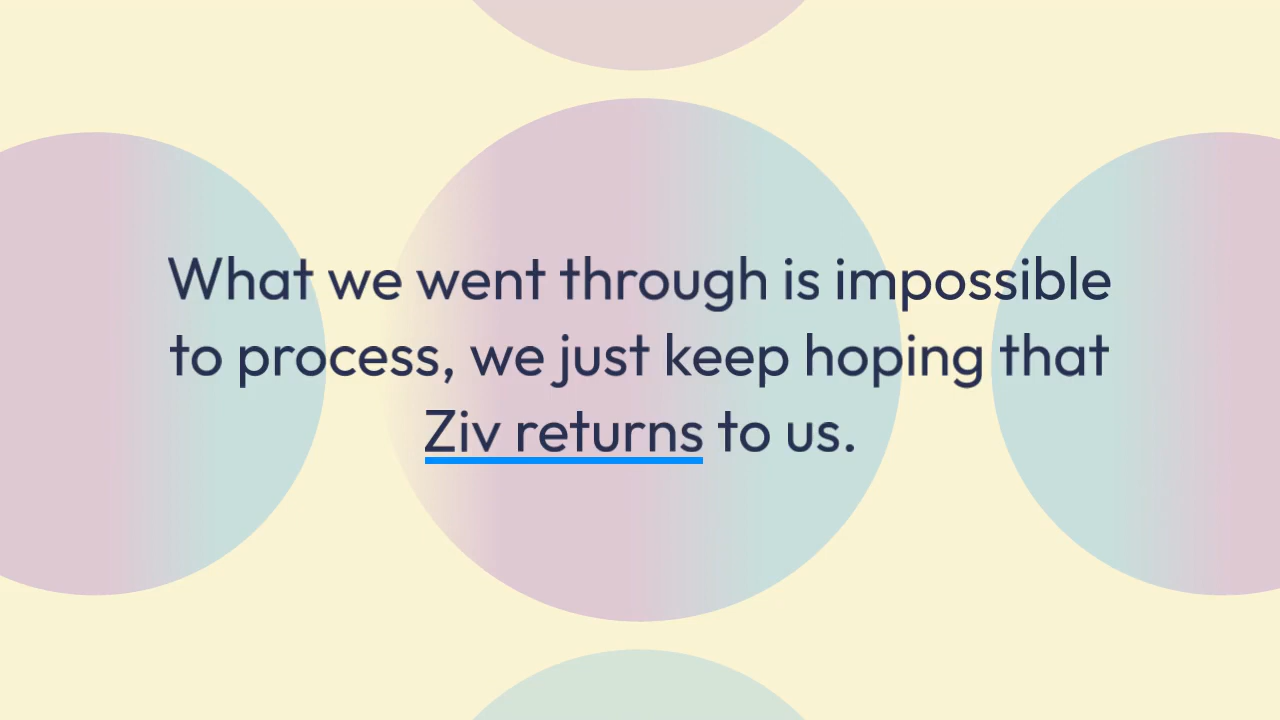 What we went through is impossible
to process, we just keep hoping that
Ziv returns to us.